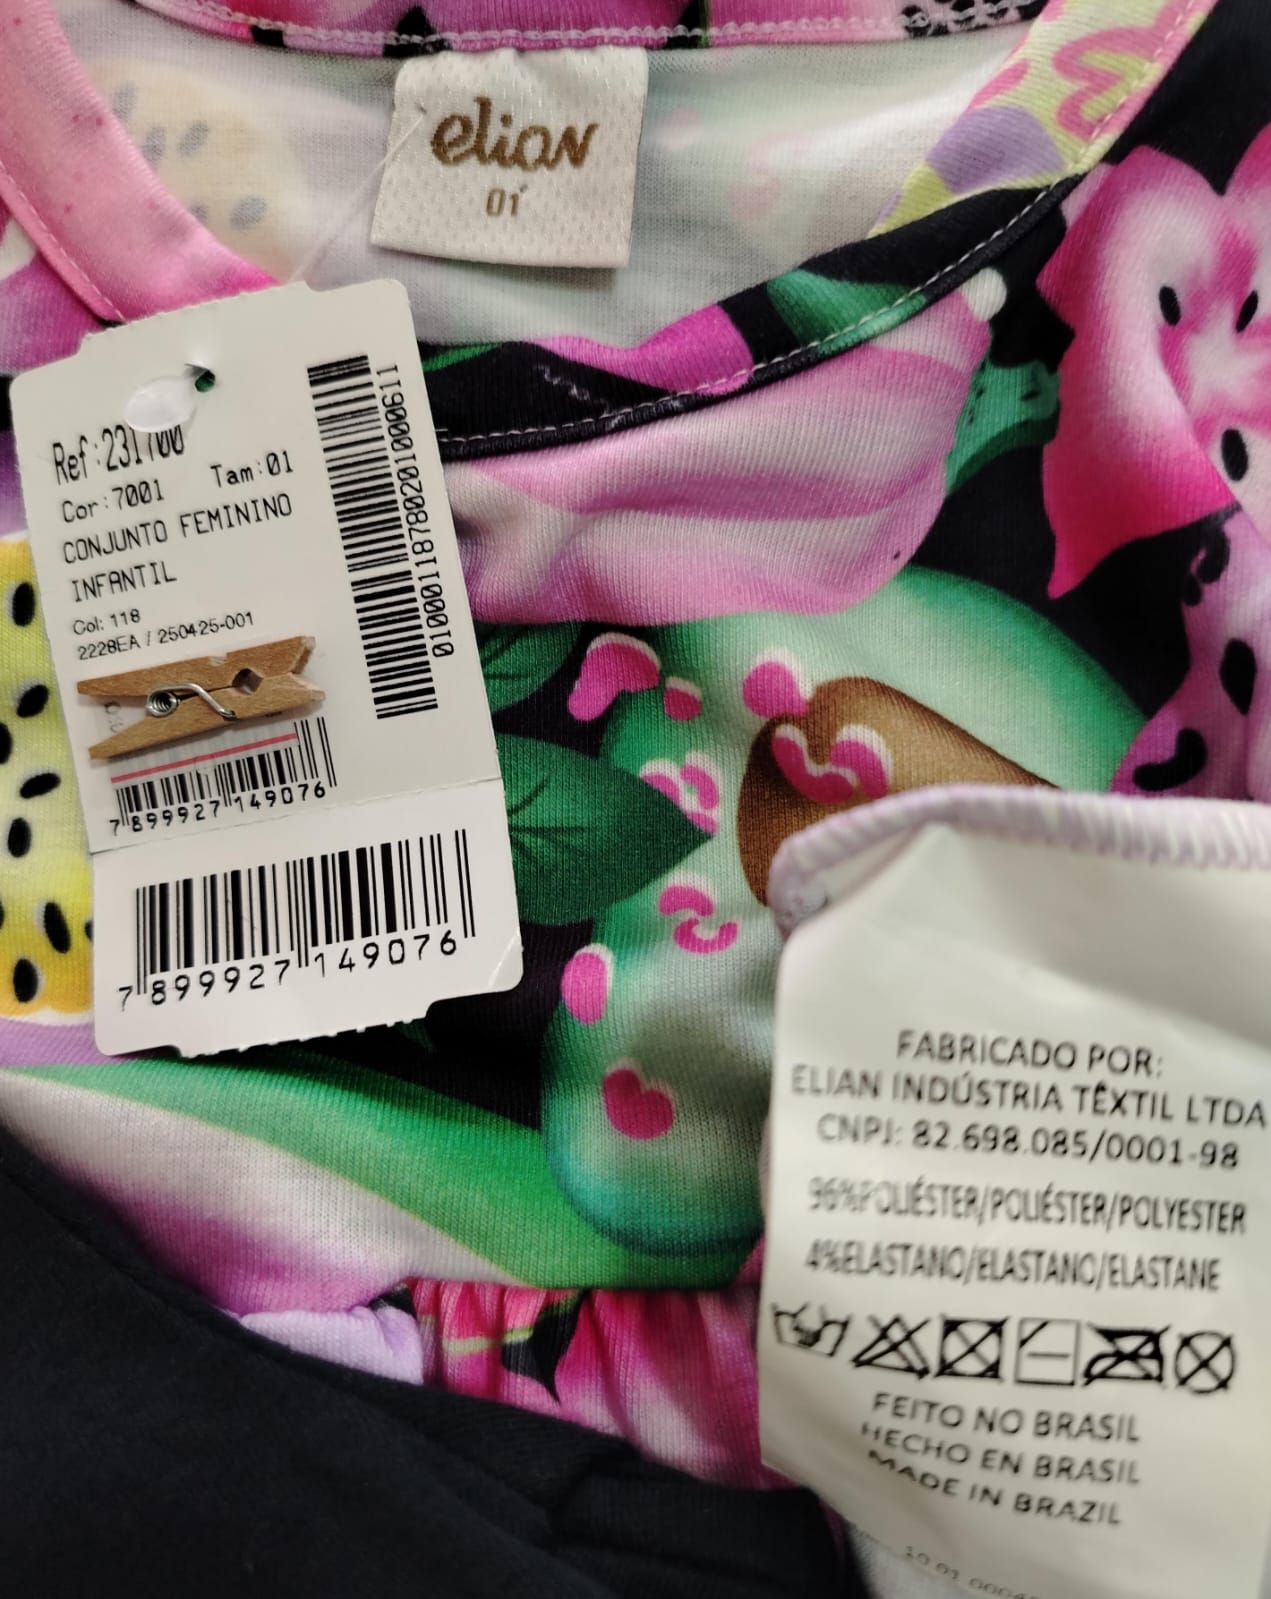 elian
01
Ref:231700
Cor:7001 Tam:01
CONJUNTO FEMININO
INFANTIL
Col: 118
2228EA / 250425-001
7 899927 149076
7 899927 149076
010001187802010000611
FABRICADO POR:
ELIAN INDÚSTRIA TÊXTIL LTDA
CNPJ: 82.698.085/0001-98
96%POLIÉSTER/POLIÉSTER/POLYESTER
4%ELASTANO/ELASTANO/ELASTANE
FEITO NO BRASIL
HECHO EN BRASIL
MADE IN BRAZIL